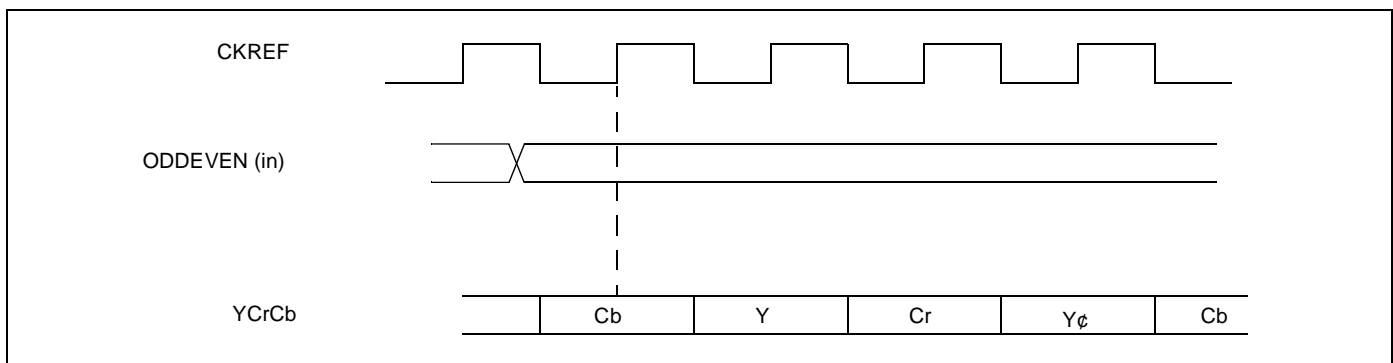 CKREF
ODDEVEN (in)
YCrCb Cb Y Cr Y¢ Cb